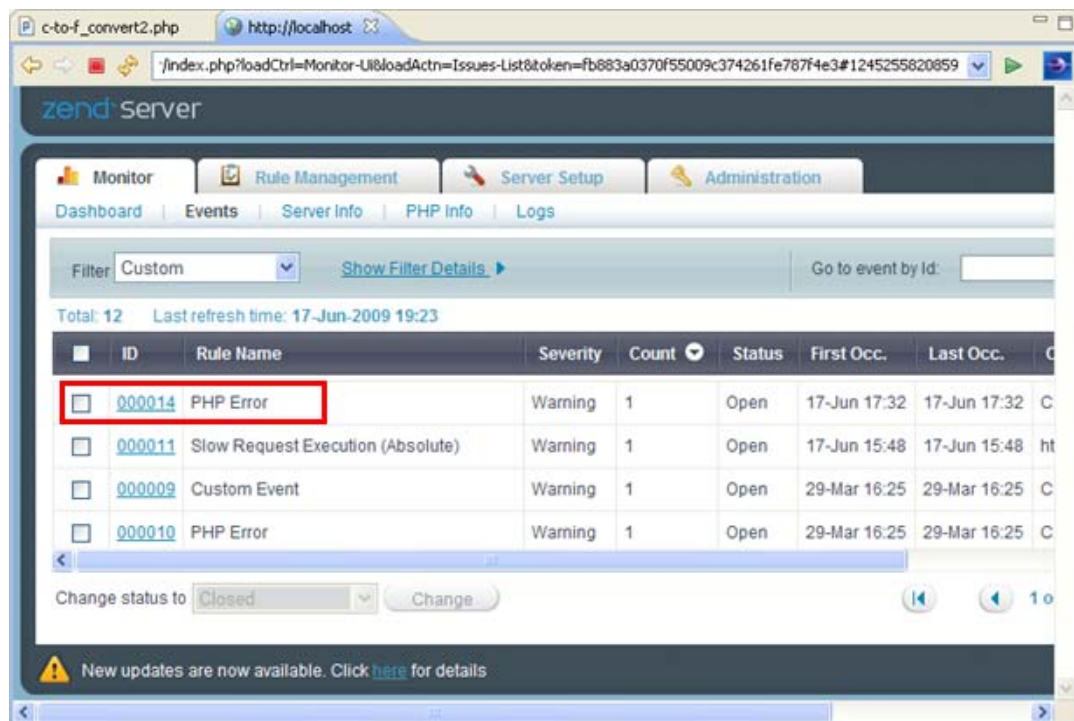 c-to-f_convert2.php http://localhost
/index.php?loadCtrl=Monitor-Ui&loadActn=Issues-List&token=fb883a0370f55009c374261fe787f4e3#1245255820859
zend server
Monitor Rule Management Server Setup Administration
Dashboard Events Server Info PHP Info Logs
Filter Custom Show Filter Details Go to event by Id:
Total: 12 Last refresh time: 17-Jun-2009 19:23
ID Rule Name Severity Count Status First Occ. Last Occ.
000014 PHP Error Warning 1 Open 17-Jun 17:32 17-Jun 17:32 C
000011 Slow Request Execution (Absolute) Warning 1 Open 17-Jun 15:48 17-Jun 15:48 ht
000009 Custom Event Warning 1 Open 29-Mar 16:25 29-Mar 16:25 C
000010 PHP Error Warning 1 Open 29-Mar 16:25 29-Mar 16:25 C
Change status to Closed Change 1 o
New updates are now available. Click here for details